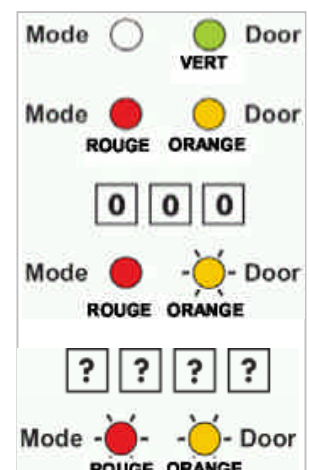 Mode Door
VERT
Mode Door
ROUGE ORANGE
0 0 0
Mode Door
ROUGE ORANGE
? ? ? ?
Mode Door
ROUGE ORANGE